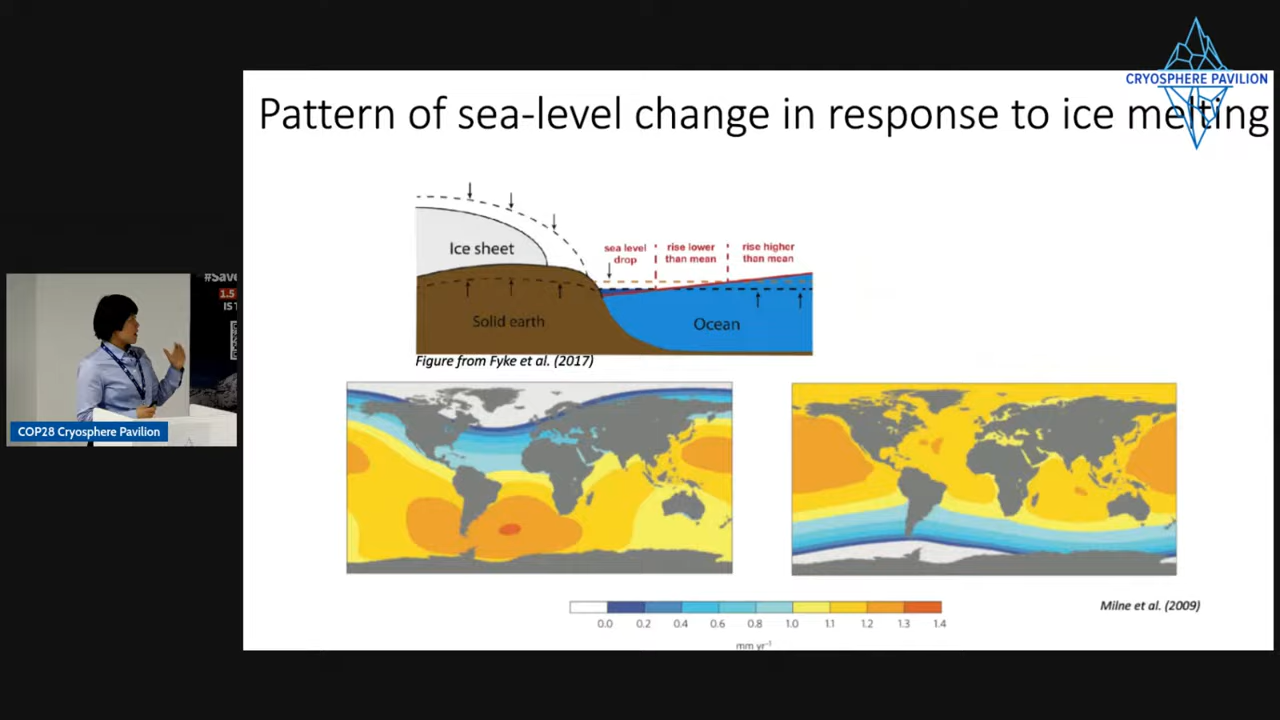 CRYOSPHERE PAVILION
Pattern of sea-level change in response to ice melting
sea level
drop
rise lower
than mean
rise higher
than mean
Ice sheet
Solid earth
Ocean
Figure from Fyke et al. (2017)
#Save
1.5
IS
COP28 Cryosphere Pavilion
Milne et al. (2009)
0.0 0.2 0.4 0.6 0.8 1.0 1.1 1.2 1.3 1.4
mm yr⁻¹